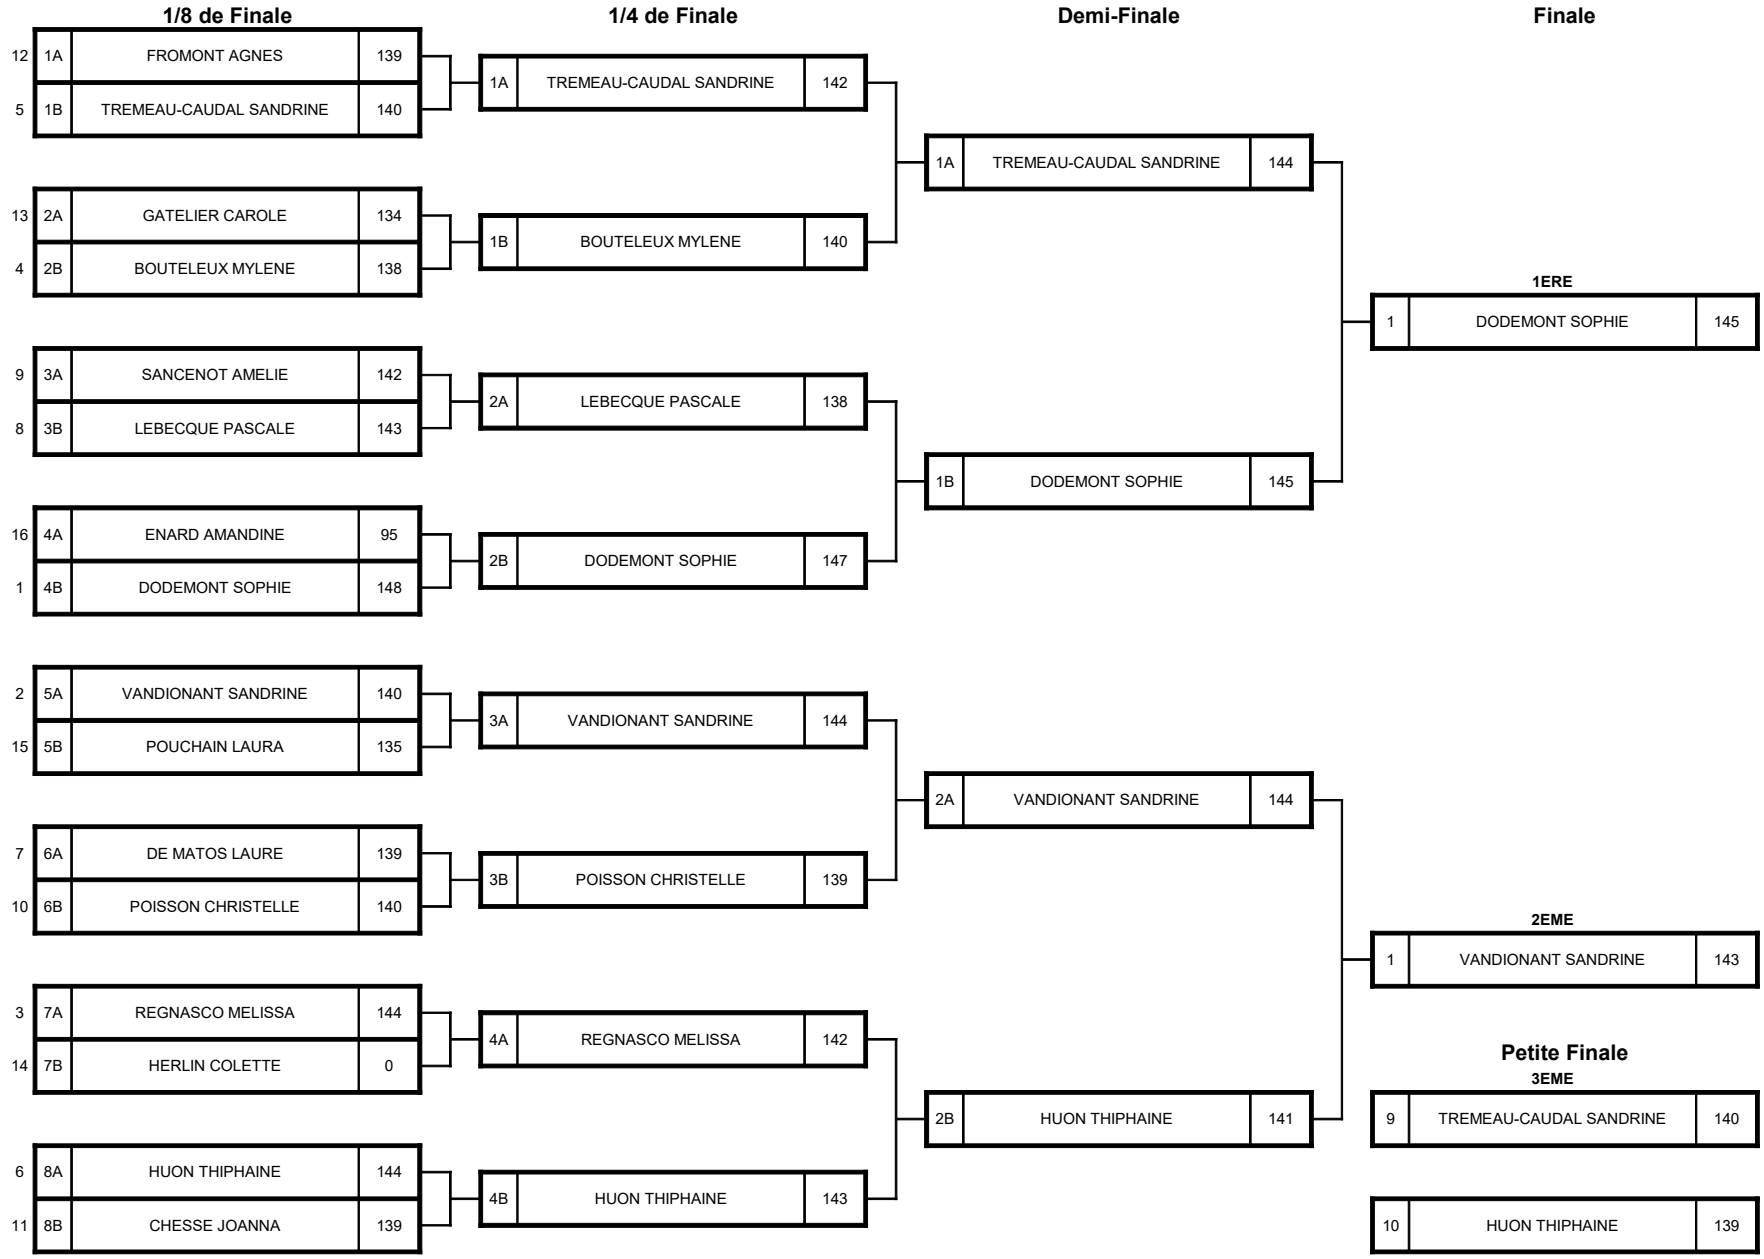 1/8 de Finale 1/4 de Finale Demi-Finale Finale
12 1A FROMONT AGNES 139
5 1B TREMEAU-CAUDAL SANDRINE 140
13 2A GATELIER CAROLE 134
4 2B BOUTELEUX MYLENE 138
9 3A SANCENOT AMELIE 142
8 3B LEBECQUE PASCALE 143
16 4A ENARD AMANDINE 95
1 4B DODEMONT SOPHIE 148
2 5A VANDIONANT SANDRINE 140
15 5B POUCHAIN LAURA 135
7 6A DE MATOS LAURE 139
10 6B POISSON CHRISTELLE 140
3 7A REGNASCO MELISSA 144
14 7B HERLIN COLETTE 0
6 8A HUON THIPHAINE 144
11 8B CHESSE JOANNA 139
1A TREMEAU-CAUDAL SANDRINE 142
1B BOUTELEUX MYLENE 140
2A LEBECQUE PASCALE 138
2B DODEMONT SOPHIE 147
3A VANDIONANT SANDRINE 144
3B POISSON CHRISTELLE 139
4A REGNASCO MELISSA 142
4B HUON THIPHAINE 143
1A TREMEAU-CAUDAL SANDRINE 144
1B DODEMONT SOPHIE 145
2A VANDIONANT SANDRINE 144
2B HUON THIPHAINE 141
1ERE
1 DODEMONT SOPHIE 145
2EME
1 VANDIONANT SANDRINE 143
Petite Finale
3EME
9 TREMEAU-CAUDAL SANDRINE 140
10 HUON THIPHAINE 139